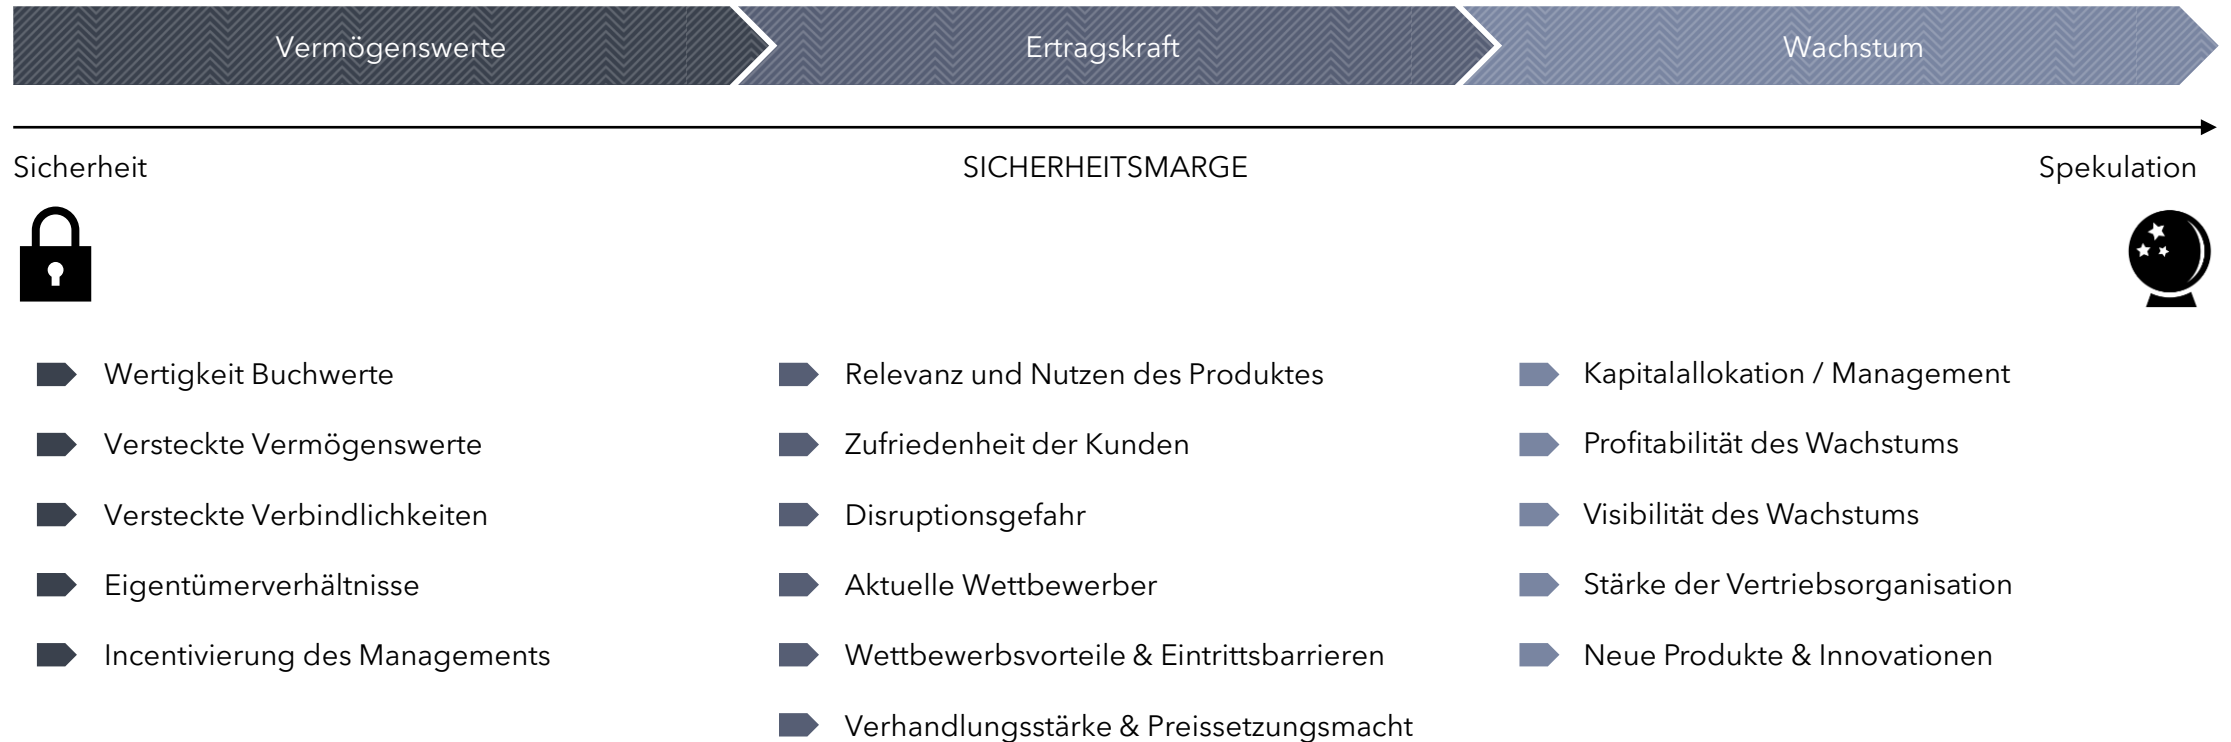 Vermögenswerte
Ertragskraft
Wachstum
Sicherheit
SICHERHEITSMARGE
Spekulation
Wertigkeit Buchwerte
Versteckte Vermögenswerte
Versteckte Verbindlichkeiten
Eigentümerverhältnisse
Incentivierung des Managements
Relevanz und Nutzen des Produktes
Zufriedenheit der Kunden
Disruptionsgefahr
Aktuelle Wettbewerber
Wettbewerbsvorteile & Eintrittsbarrieren
Verhandlungsstärke & Preissetzungsmacht
Kapitalallokation / Management
Profitabilität des Wachstums
Visibilität des Wachstums
Stärke der Vertriebsorganisation
Neue Produkte & Innovationen